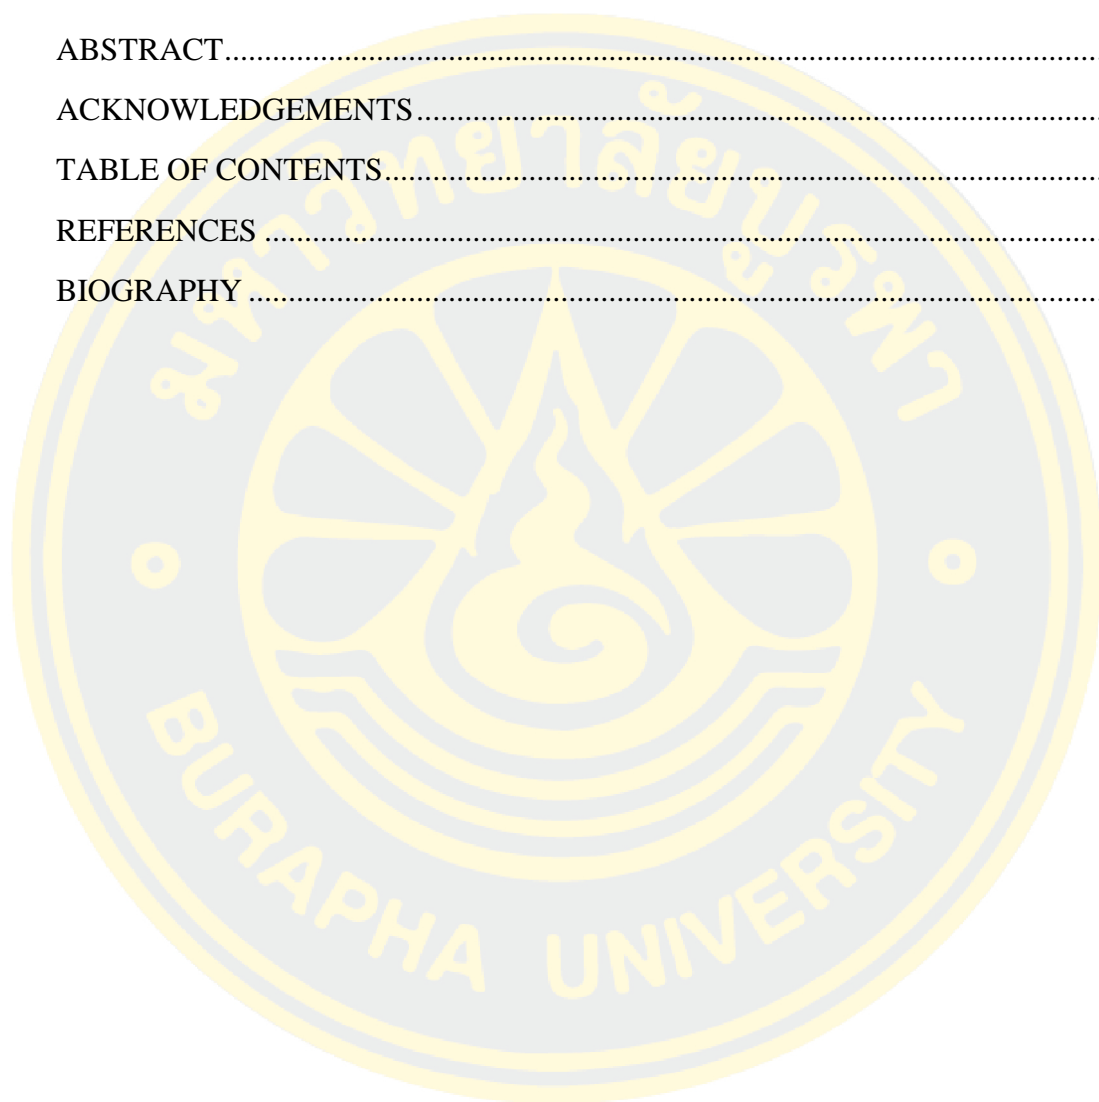 ABSTRACT......................................................................................................
ACKNOWLEDGEMENTS......................................................................................
TABLE OF CONTENTS..........................................................................................
REFERENCES ......................................................................................................
BIOGRAPHY ........................................................................................................
มหาวิทยาลัยบูรพา
BURAPHA UNIVERSITY